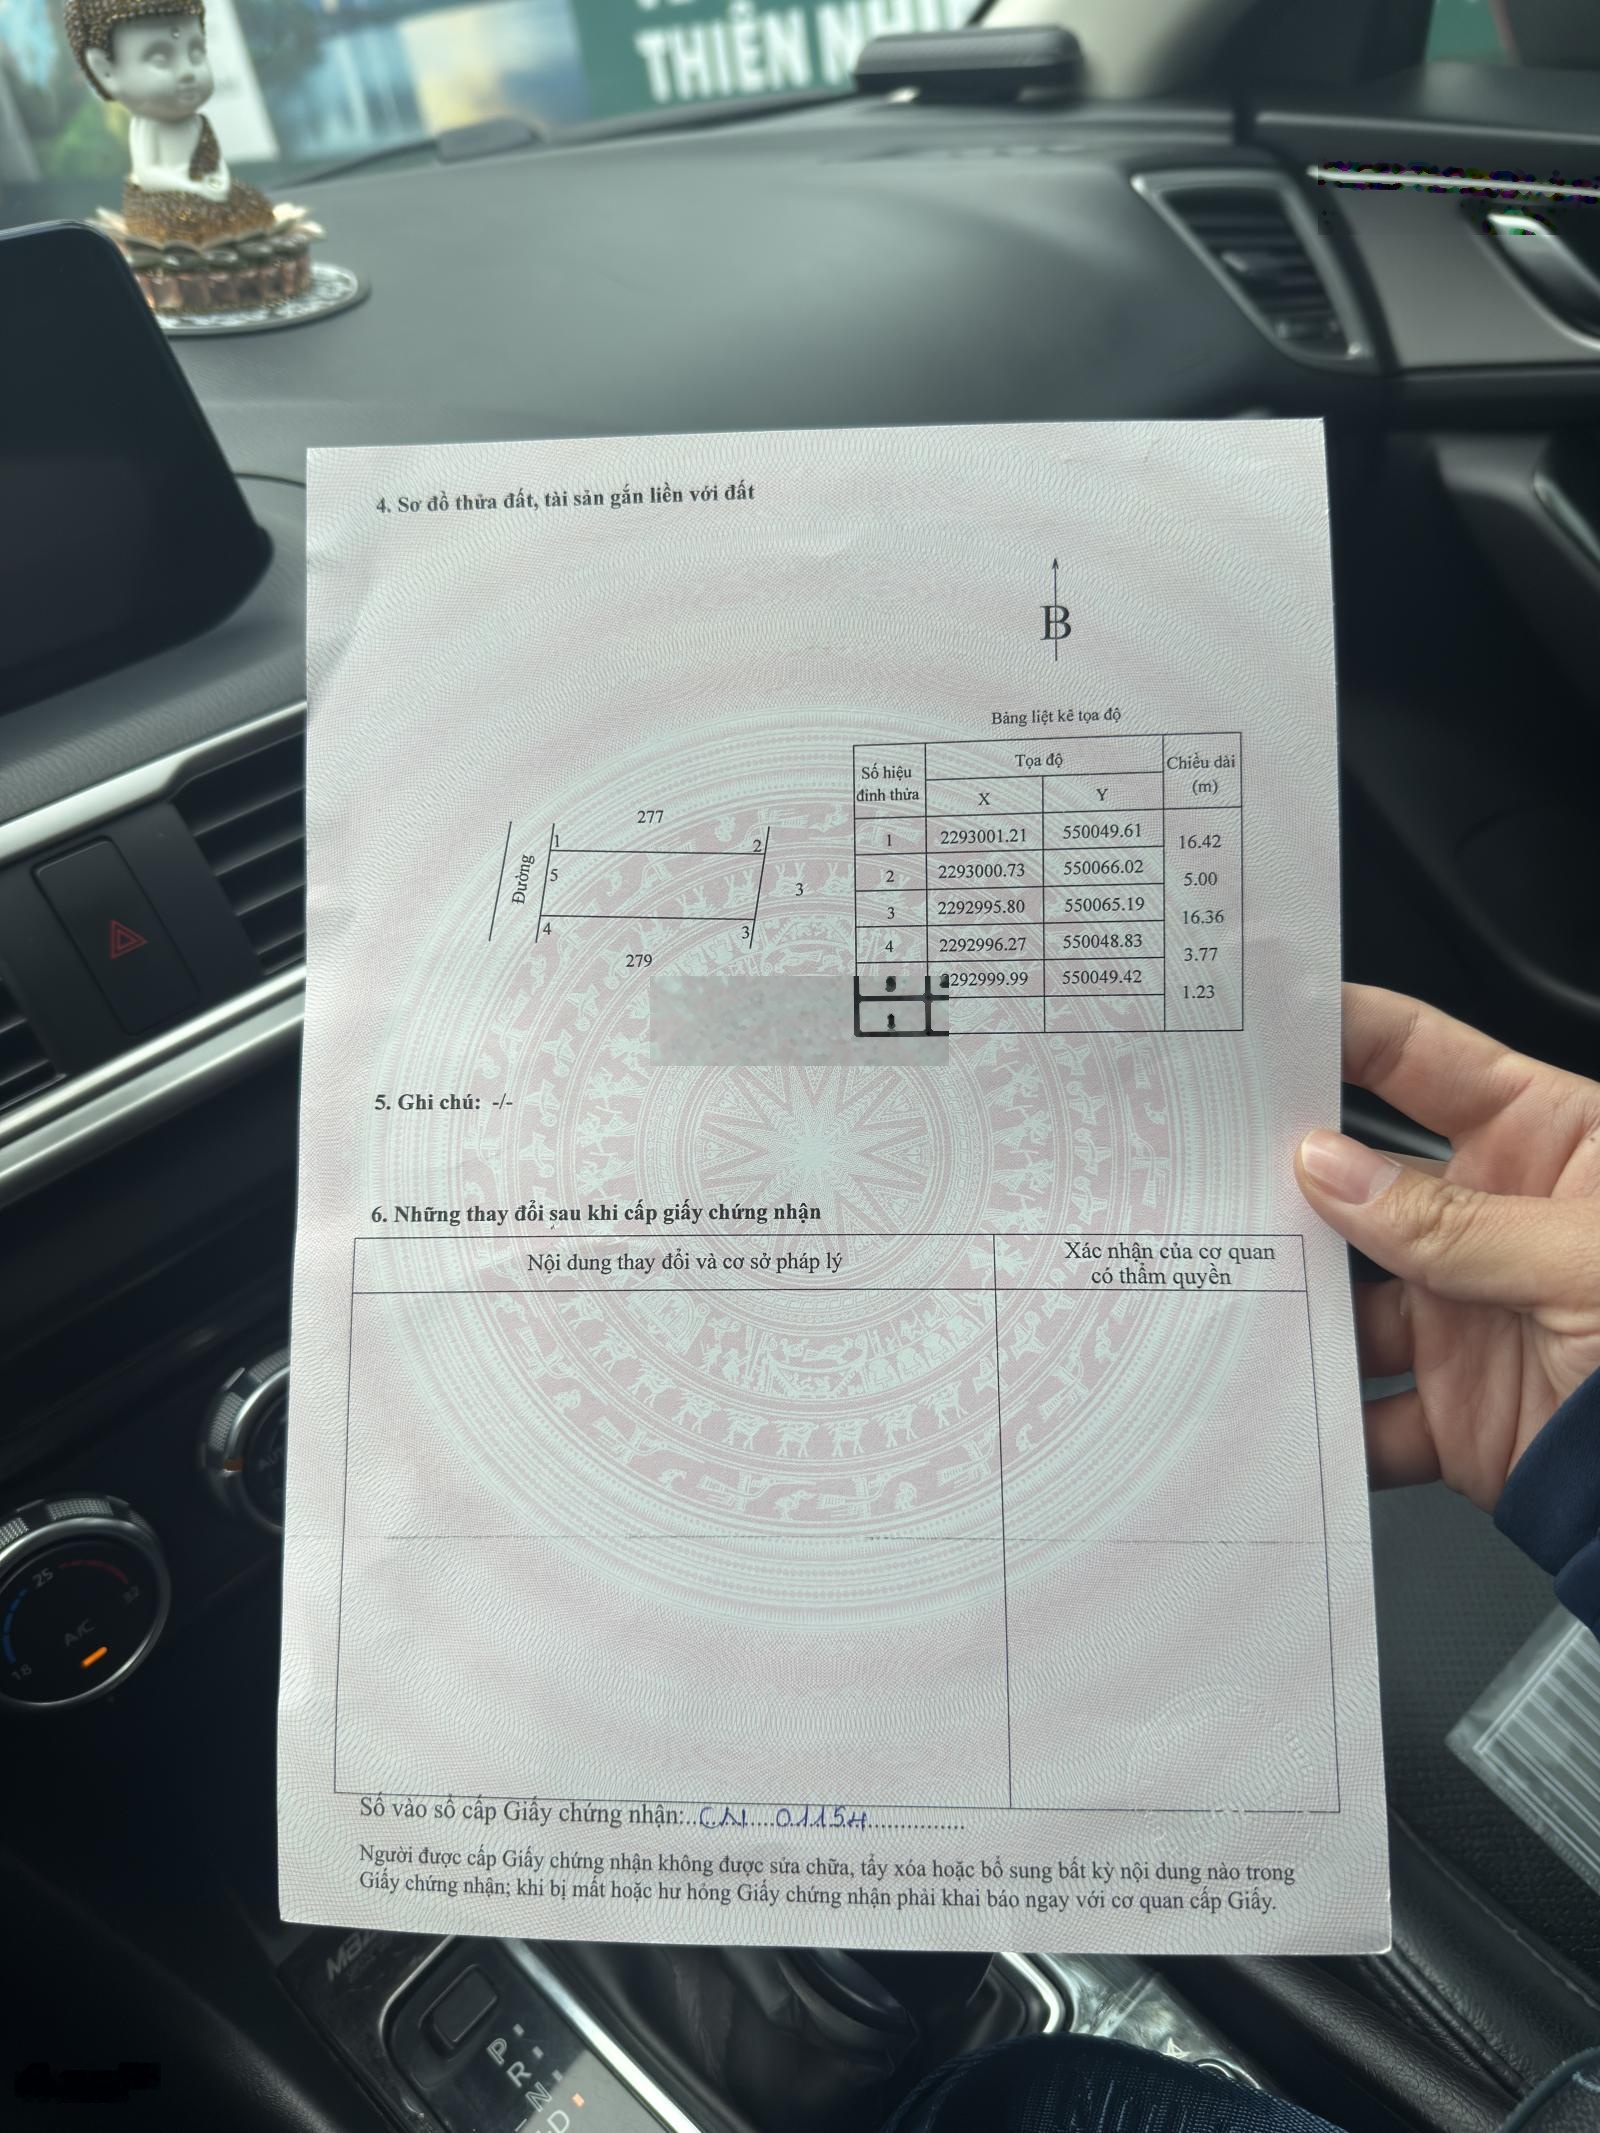 THIÊN NHI
4. Sơ đồ thửa đất, tài sản gắn liền với đất
B
Bảng liệt kê tọa độ
Số hiệu đỉnh thửa
Tọa độ
Chiều dài (m)
X
Y
1 2293001.21 550049.61
16.42
2 2293000.73 550066.02
5.00
3 2292995.80 550065.19
16.36
4 2292996.27 550048.83
3.77
2292999.99 550049.42
1.23
1
277
Đường
1
2
5
3
4
3
279
5. Ghi chú: -/-
6. Những thay đổi sau khi cấp giấy chứng nhận
Nội dung thay đổi và cơ sở pháp lý
Xác nhận của cơ quan
có thẩm quyền
Số vào sổ cấp Giấy chứng nhận:
Người được cấp Giấy chứng nhận không được sửa chữa, tẩy xóa hoặc bổ sung bất kỳ nội dung nào trong
Giấy chứng nhận; khi bị mất hoặc hư hỏng Giấy chứng nhận phải khai báo ngay với cơ quan cấp Giấy.
25
32
A/C
18
P
R
N
D